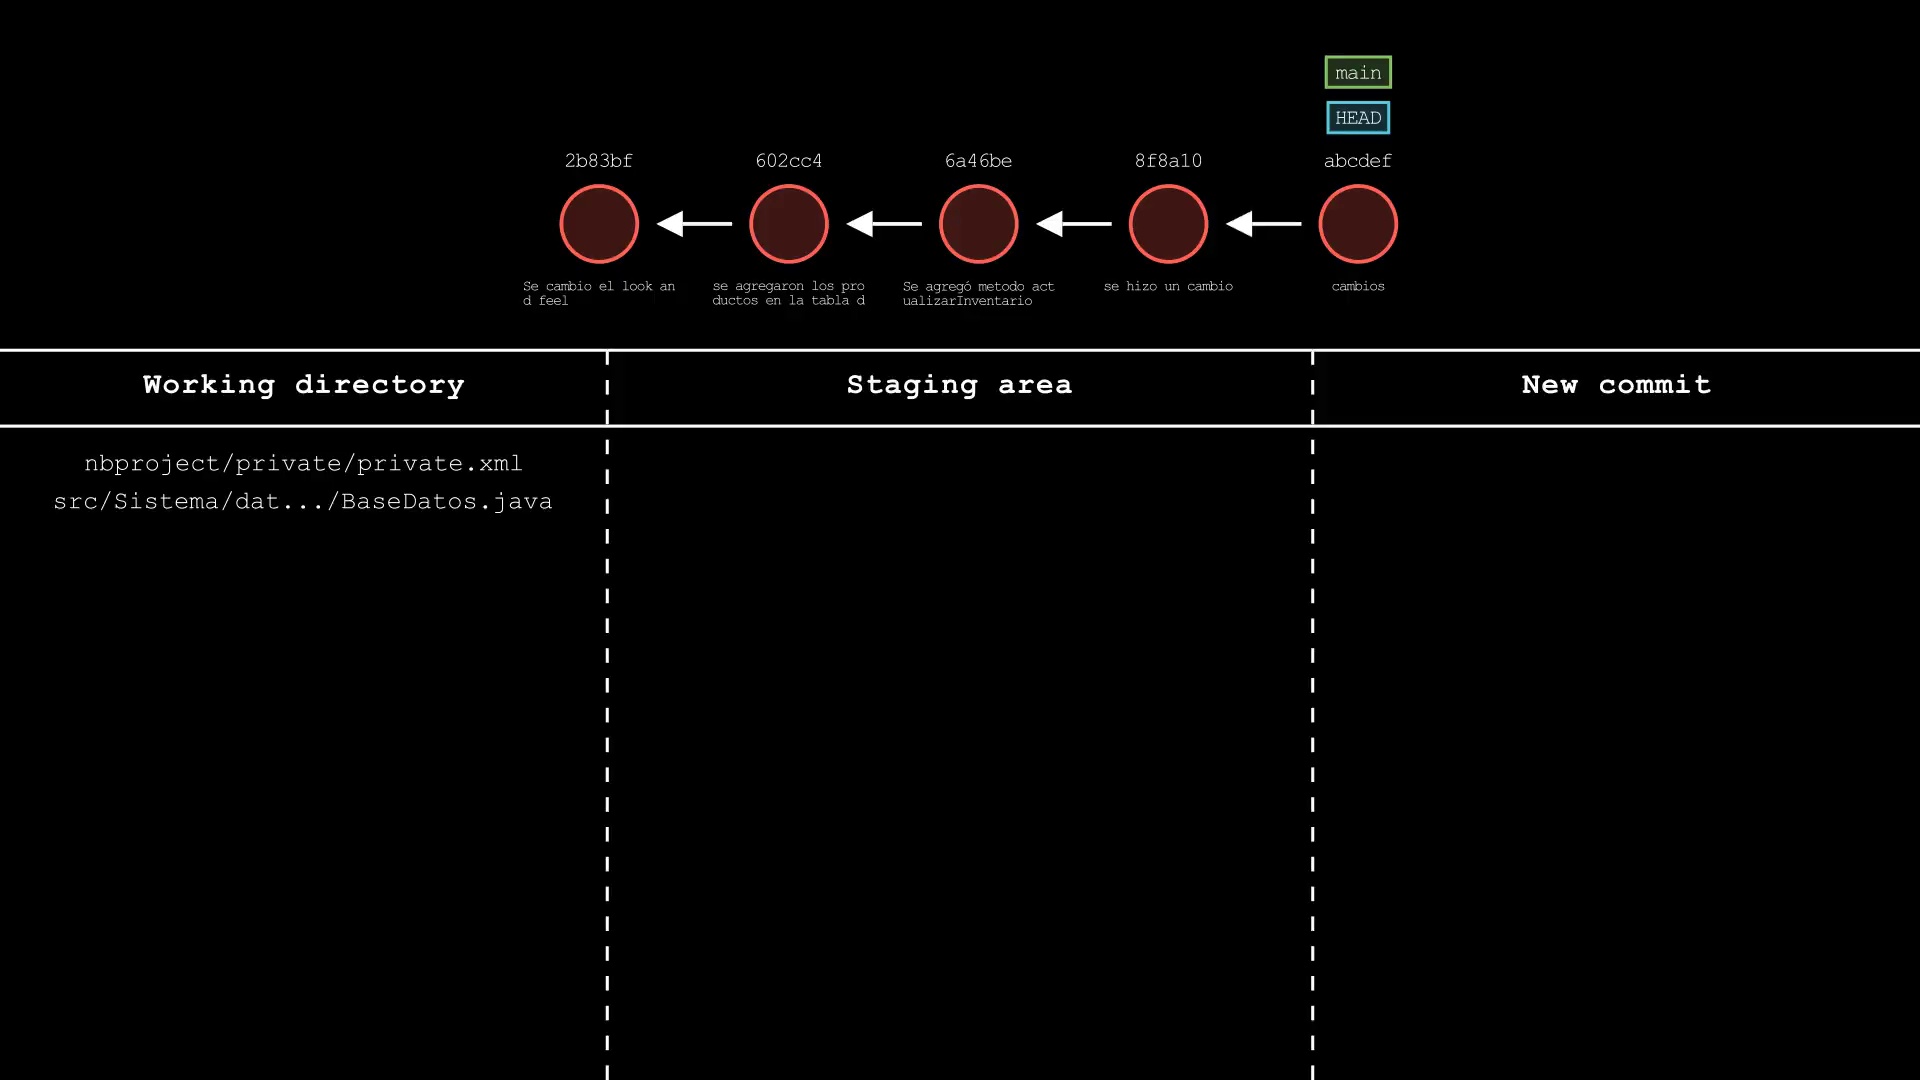 main
HEAD
2b83bf
602cc4
6a46be
8f8a10
abcdef
Se cambio el look an
d feel
se agregaron los pro
ductos en la tabla d
Se agregó metodo act
ualizarInventario
se hizo un cambio
cambios
Working directory
Staging area
New commit
nbproject/private/private.xml
src/Sistema/dat.../BaseDatos.java